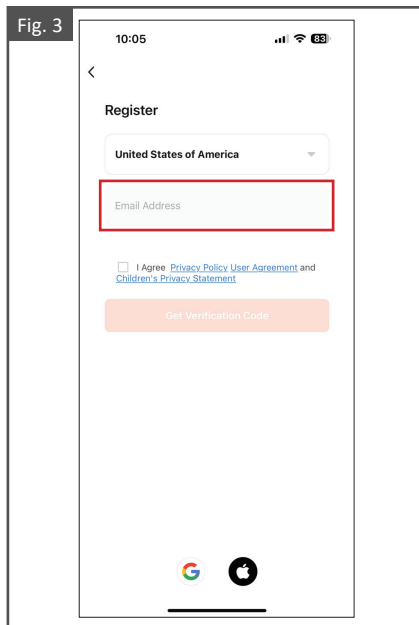 Fig. 3
10:05
83
Register
United States of America
Email Address
I Agree Privacy Policy User Agreement and
Children's Privacy Statement
Get Verification Code
G